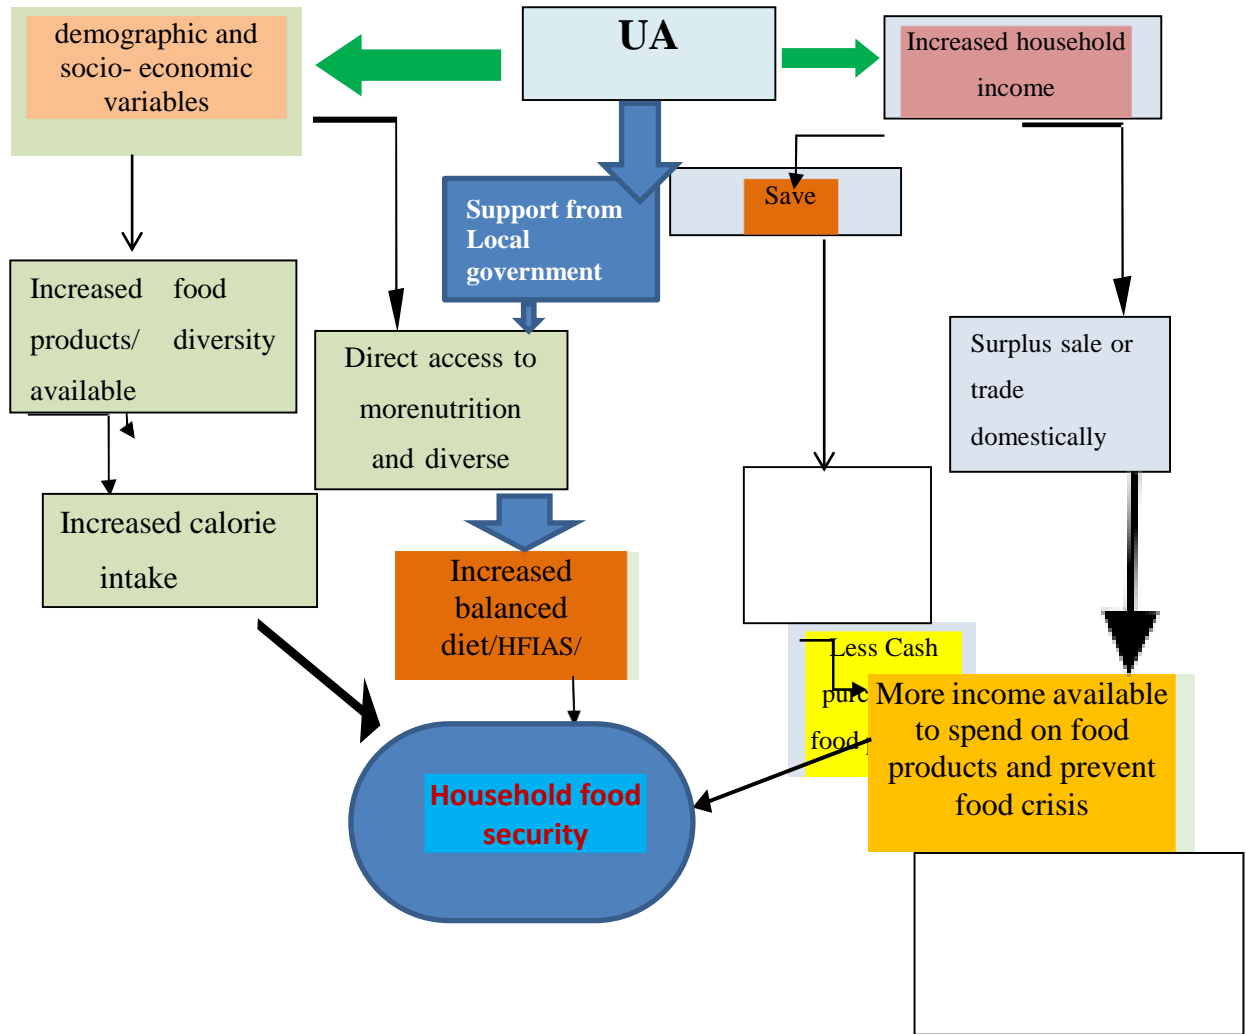 demographic and
socio- economic
variables
UA
Increased household
income
Support from
Local
government
Save
Increased food
products/ diversity
available
Direct access to
morenutrition
and diverse
Surplus sale or
trade
domestically
Increased calorie
intake
Increased
balanced
diet/HFIAS/
Less Cash
food
More income available
to spend on food
products and prevent
food crisis
Household food
security